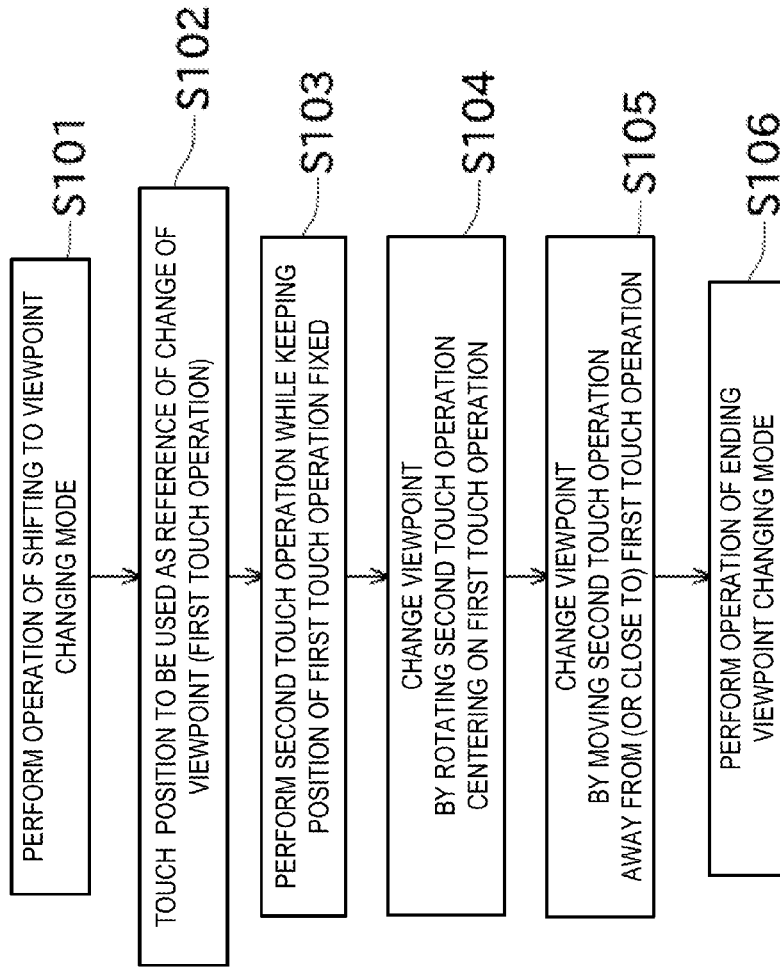 PERFORM OPERATION OF SHIFTING TO VIEWPOINT
CHANGING MODE
S101
TOUCH POSITION TO BE USED AS REFERENCE OF CHANGE OF
VIEWPOINT (FIRST TOUCH OPERATION)
S102
PERFORM SECOND TOUCH OPERATION WHILE KEEPING
POSITION OF FIRST TOUCH OPERATION FIXED
S103
CHANGE VIEWPOINT
BY ROTATING SECOND TOUCH OPERATION
CENTERING ON FIRST TOUCH OPERATION
S104
CHANGE VIEWPOINT
BY MOVING SECOND TOUCH OPERATION
AWAY FROM (OR CLOSE TO) FIRST TOUCH OPERATION
S105
PERFORM OPERATION OF ENDING
VIEWPOINT CHANGING MODE
S106